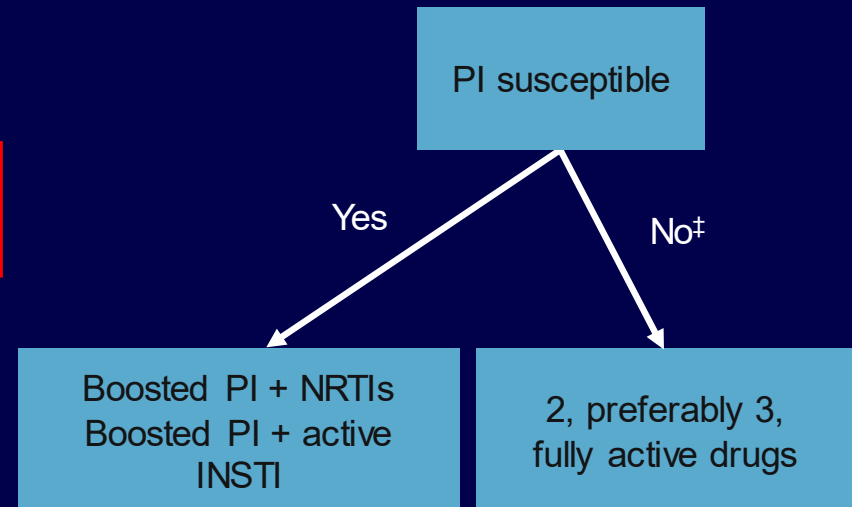 PI susceptible
Yes
No‡
Boosted PI + NRTIs
Boosted PI + active
INSTI
2, preferably 3,
fully active drugs